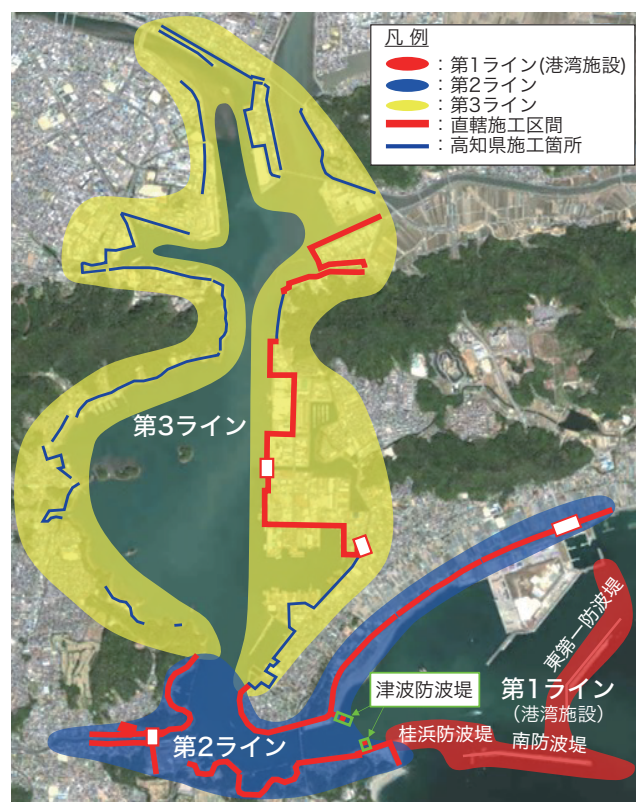 凡 例
：第1ライン(港湾施設)
：第2ライン
：第3ライン
：直轄施工区間
：高知県施工箇所
第3ライン
東第一防波堤
津波防波堤
第1ライン
（港湾施設）
桂浜防波堤
南防波堤
第2ライン